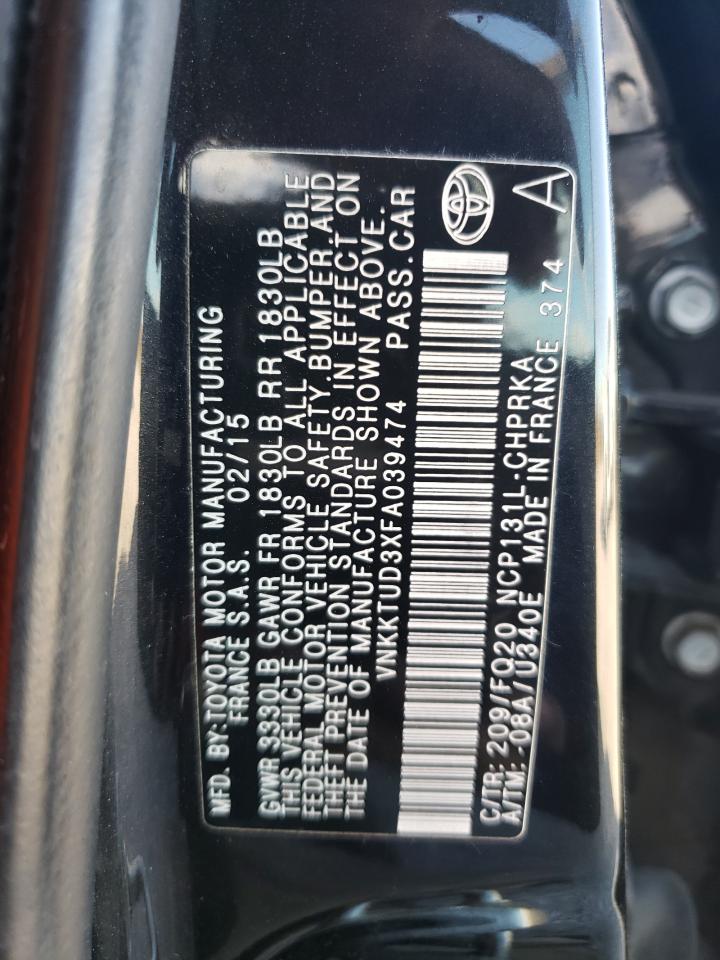 MFD. BY: TOYOTA MOTOR MANUFACTURING
FRANCE S.A.S. 02/15
GVWR 3330LB GAWR FR 1830LB RR 1830LB
THIS VEHICLE CONFORMS TO ALL APPLICABLE
FEDERAL MOTOR VEHICLE SAFETY, BUMPER, AND
THEFT PREVENTION STANDARDS IN EFFECT ON
THE DATE OF MANUFACTURE SHOWN ABOVE.
VNKKTUD3XFA039474 PASS.CAR
C/TR: 209/FQ20 NCP131L-CHPRKA
A/TM: -08A/U340E MADE IN FRANCE 374
A